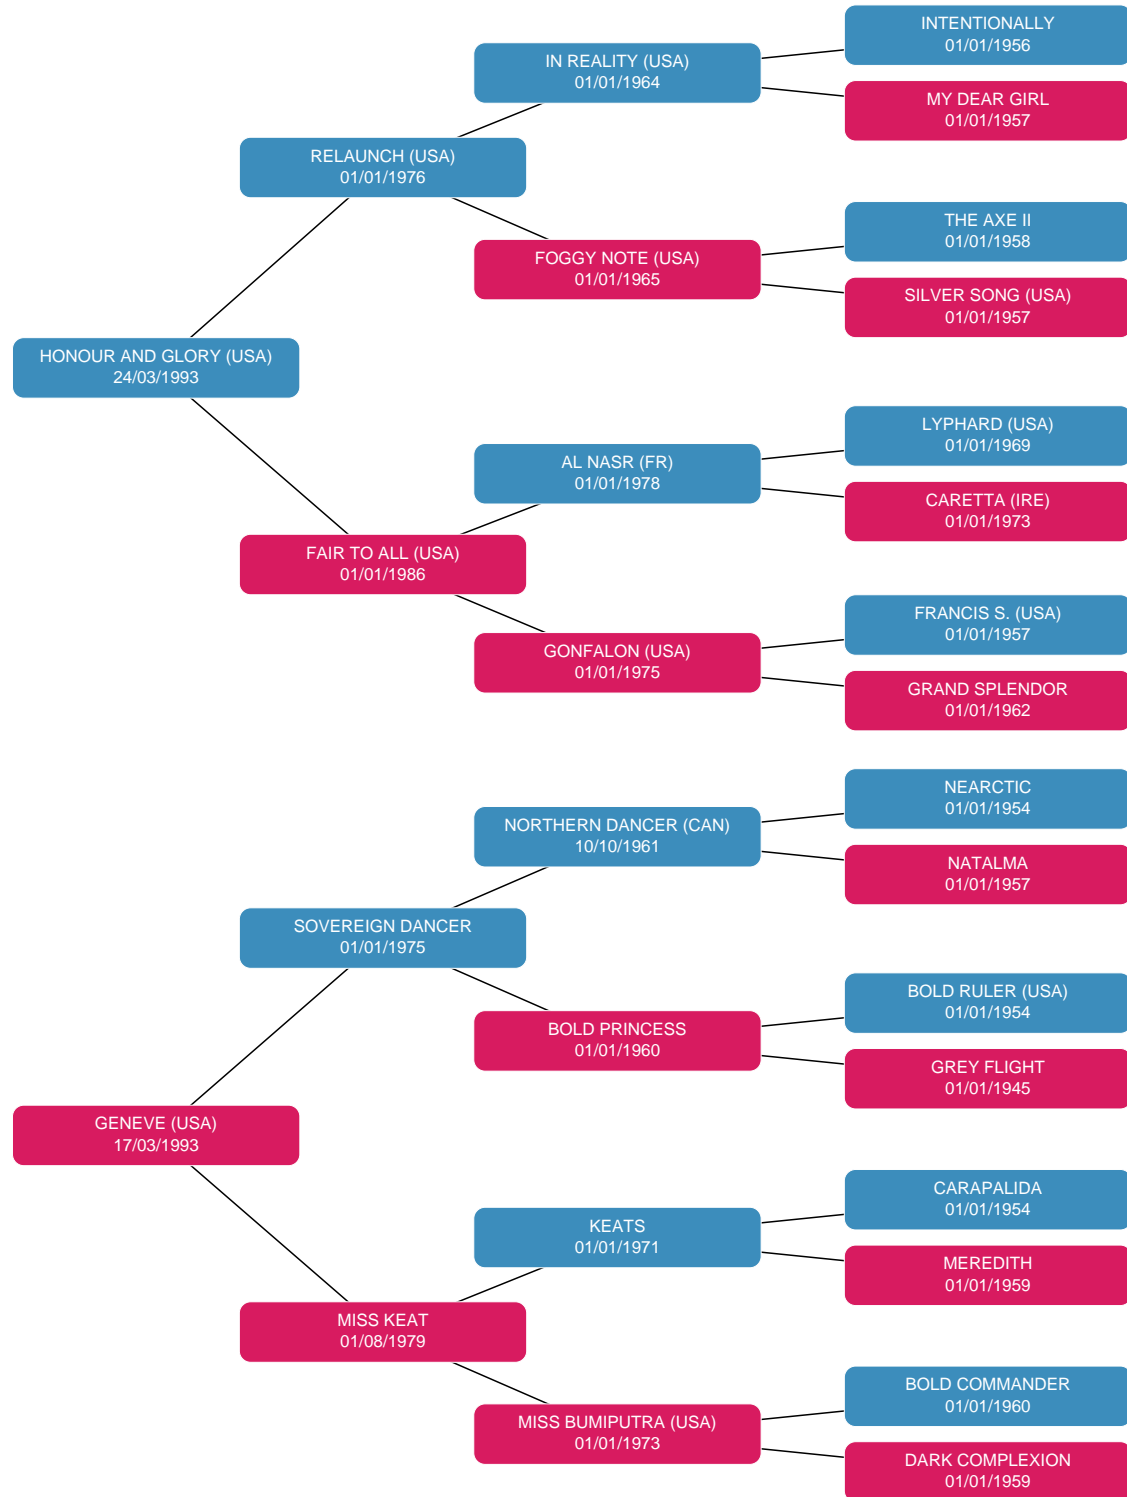 INTENTIONALLY
01/01/1956
IN REALITY (USA)
01/01/1964
MY DEAR GIRL
01/01/1957
RELAUNCH (USA)
01/01/1976
THE AXE II
01/01/1958
FOGGY NOTE (USA)
01/01/1965
SILVER SONG (USA)
01/01/1957
HONOUR AND GLORY (USA)
24/03/1993
LYPHARD (USA)
01/01/1969
AL NASR (FR)
01/01/1978
CARETTA (IRE)
01/01/1973
FAIR TO ALL (USA)
01/01/1986
FRANCIS S. (USA)
01/01/1957
GONFALON (USA)
01/01/1975
GRAND SPLENDOR
01/01/1962
NEARCTIC
01/01/1954
NORTHERN DANCER (CAN)
10/10/1961
NATALMA
01/01/1957
SOVEREIGN DANCER
01/01/1975
BOLD RULER (USA)
01/01/1954
BOLD PRINCESS
01/01/1960
GREY FLIGHT
01/01/1945
GENEVE (USA)
17/03/1993
CARAPALIDA
01/01/1954
KEATS
01/01/1971
MEREDITH
01/01/1959
MISS KEAT
01/08/1979
BOLD COMMANDER
01/01/1960
MISS BUMIPUTRA (USA)
01/01/1973
DARK COMPLEXION
01/01/1959